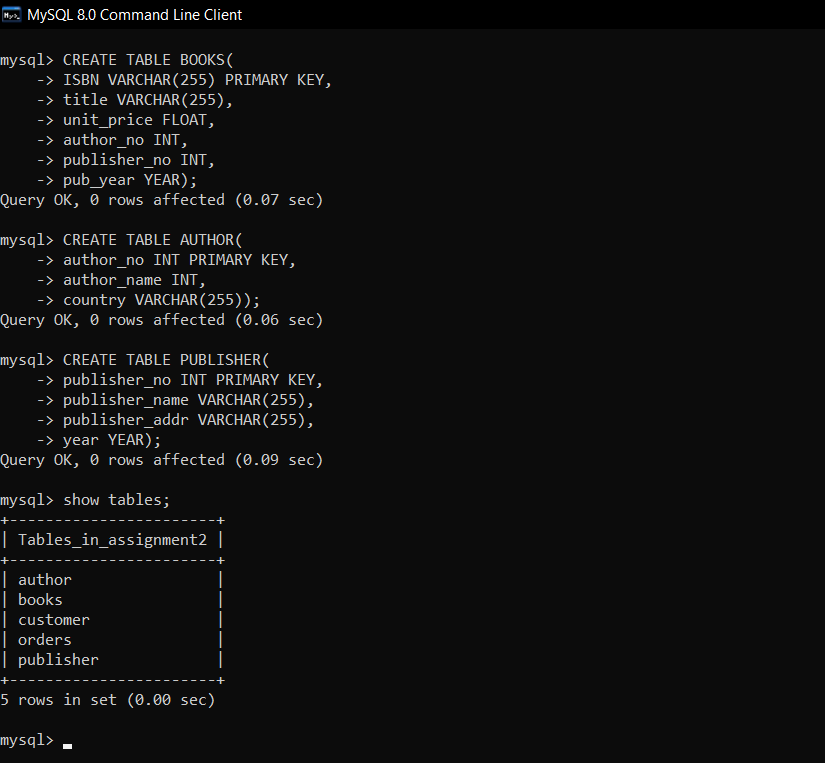 MySQL 8.0 Command Line Client
mysql> CREATE TABLE BOOKS(
    -> ISBN VARCHAR(255) PRIMARY KEY,
    -> title VARCHAR(255),
    -> unit_price FLOAT,
    -> author_no INT,
    -> publisher_no INT,
    -> pub_year YEAR);
Query OK, 0 rows affected (0.07 sec)
mysql> CREATE TABLE AUTHOR(
    -> author_no INT PRIMARY KEY,
    -> author_name INT,
    -> country VARCHAR(255));
Query OK, 0 rows affected (0.06 sec)
mysql> CREATE TABLE PUBLISHER(
    -> publisher_no INT PRIMARY KEY,
    -> publisher_name VARCHAR(255),
    -> publisher_addr VARCHAR(255),
    -> year YEAR);
Query OK, 0 rows affected (0.09 sec)
mysql> show tables;
+-----------------------+
| Tables_in_assignment2 |
+-----------------------+
| author                |
| books                 |
| customer              |
| orders                |
| publisher             |
+-----------------------+
5 rows in set (0.00 sec)
mysql>